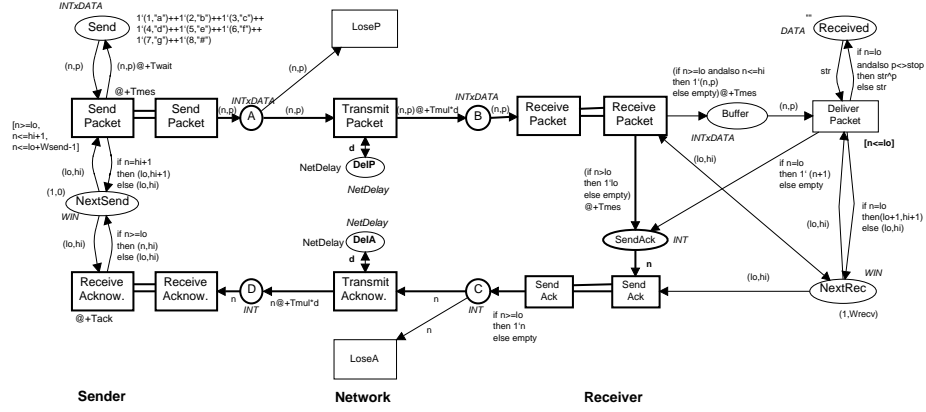 INTxDATA
Send
1`(1,"a")++1`(2,"b")++1`(3,"c")++
1`(4,"d")++1`(5,"e")++1`(6,"f")++
1`(7,"g")++1`(8,"#")
(n,p)
(n,p)@+Twait
@+Tmes
Send
Packet
Send
Packet
[n>=lo,
n<=hi+1,
n<=lo+Wsend-1]
(n,p)
INTxDATA
A
(n,p)
(n,p)
LoseP
Transmit
Packet
(n,p)@+Tmul*d
INTxDATA
B
(n,p)
d
NetDelay
DelP
NetDelay
Receive
Packet
Receive
Packet
(if n>=lo andalso n<=hi
then 1`(n,p)
else empty)@+Tmes
Buffer
INTxDATA
(n,p)
""
DATA
Received
str
if n=lo
andalso p<>stop
then str^p
else str
Deliver
Packet
[n<=lo]
(lo,hi)
if n=hi+1
then (lo,hi+1)
else (lo,hi)
(1,0)
NextSend
WIN
(lo,hi)
if n>=lo
then (n,hi)
else (lo,hi)
(if n>lo
then 1`lo
else empty)
@+Tmes
(lo,hi)
if n=lo
then 1` (n+1)
else empty
(lo,hi)
if n=lo
then(lo+1,hi+1)
else (lo,hi)
SendAck
INT
n
NetDelay
NetDelay
DelA
d
Receive
Acknow.
@+Tack
Receive
Acknow.
n
D
INT
n@+Tmul*d
Transmit
Acknow.
n
C
INT
if n>=lo
then 1`n
else empty
Send
Ack
Send
Ack
(lo,hi)
WIN
NextRec
(1,Wrecv)
n
LoseA
Sender
Network
Receiver